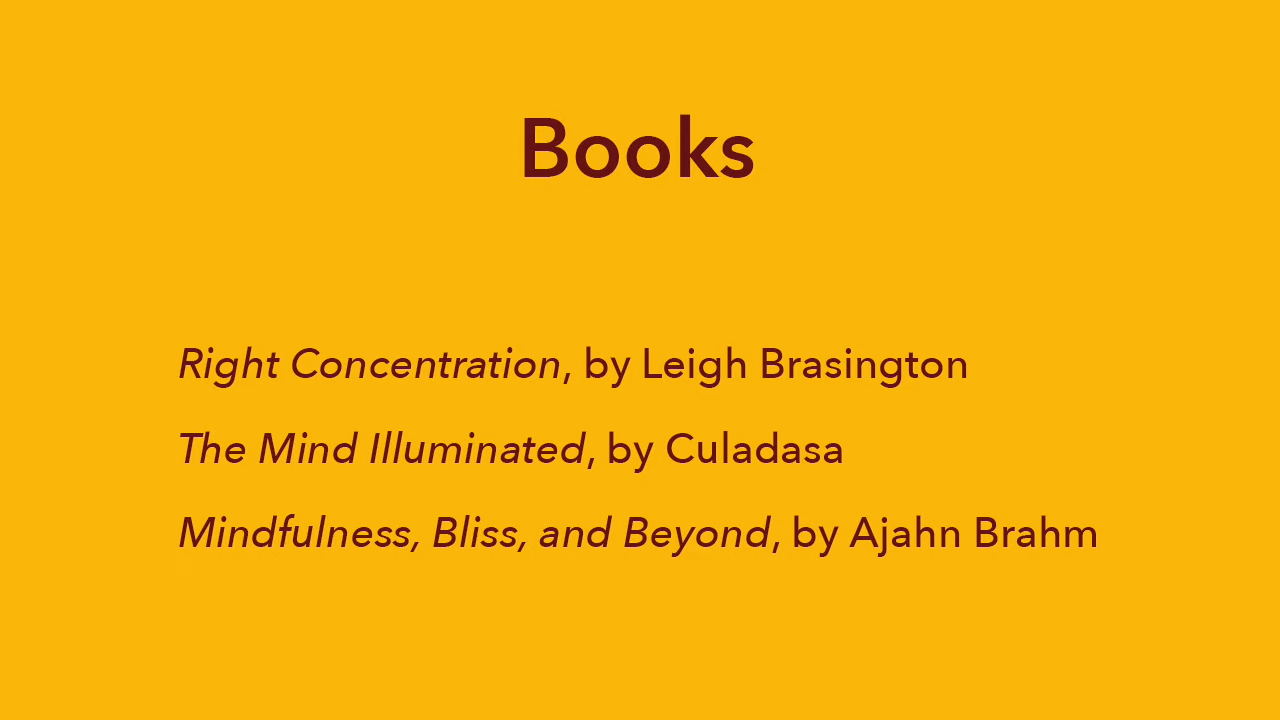 Books
Right Concentration, by Leigh Brasington
The Mind Illuminated, by Culadasa
Mindfulness, Bliss, and Beyond, by Ajahn Brahm